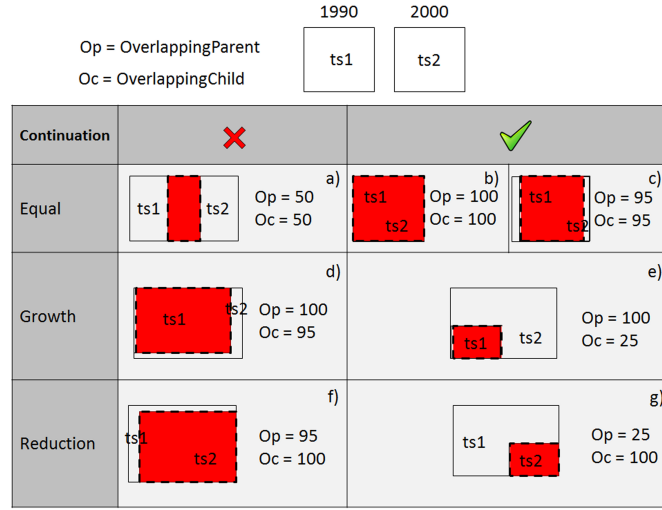 1990 2000
Op = OverlappingParent
Oc = OverlappingChild
ts1 ts2
Continuation
Equal
a)
ts1 ts2
Op = 50
Oc = 50
b)
ts1
ts2
Op = 100
Oc = 100
c)
ts1
ts2
Op = 95
Oc = 95
Growth
d)
ts1 ts2
Op = 100
Oc = 95
e)
ts1 ts2
Op = 100
Oc = 25
Reduction
f)
ts1
ts2
Op = 95
Oc = 100
g)
ts1
ts2
Op = 25
Oc = 100